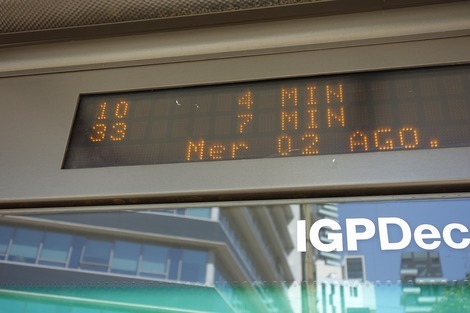 10 4 MIN
33 7 MIN
Mer 02 AGO.
IGPDec